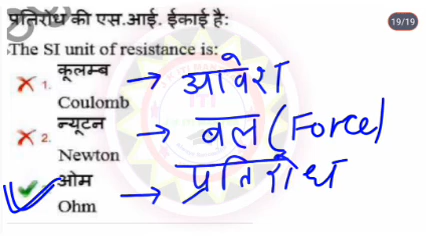 प्रतिरोध की एस.आई. ईकाई है:
19/19
The SI unit of resistance is:
1. कूलम्ब → आवेश
Coulomb
2. न्यूटन → बल (Force)
Newton
ओम → प्रतिरोध
Ohm